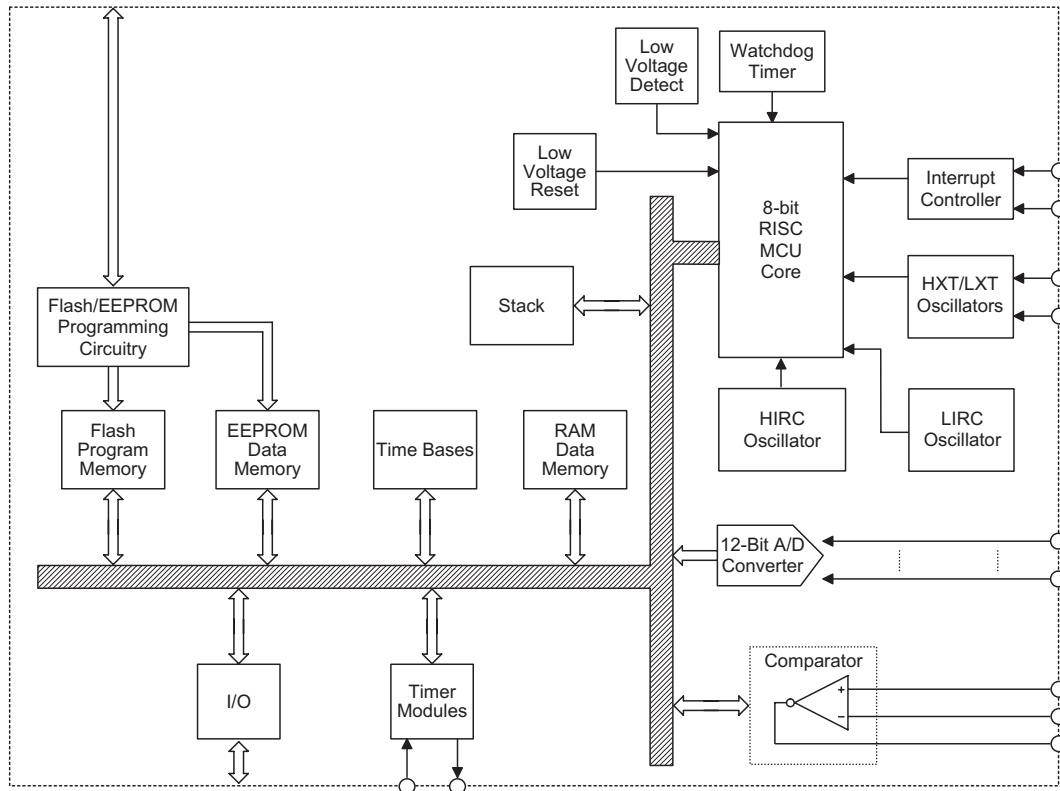 Low
Voltage
Detect
Watchdog
Timer
Low
Voltage
Reset
8-bit
RISC
MCU
Core
Interrupt
Controller
HXT/LXT
Oscillators
Stack
Flash/EEPROM
Programming
Circuitry
HIRC
Oscillator
LIRC
Oscillator
Flash
Program
Memory
EEPROM
Data
Memory
Time Bases
RAM
Data
Memory
12-Bit A/D
Converter
Comparator
+
−
I/O
Timer
Modules